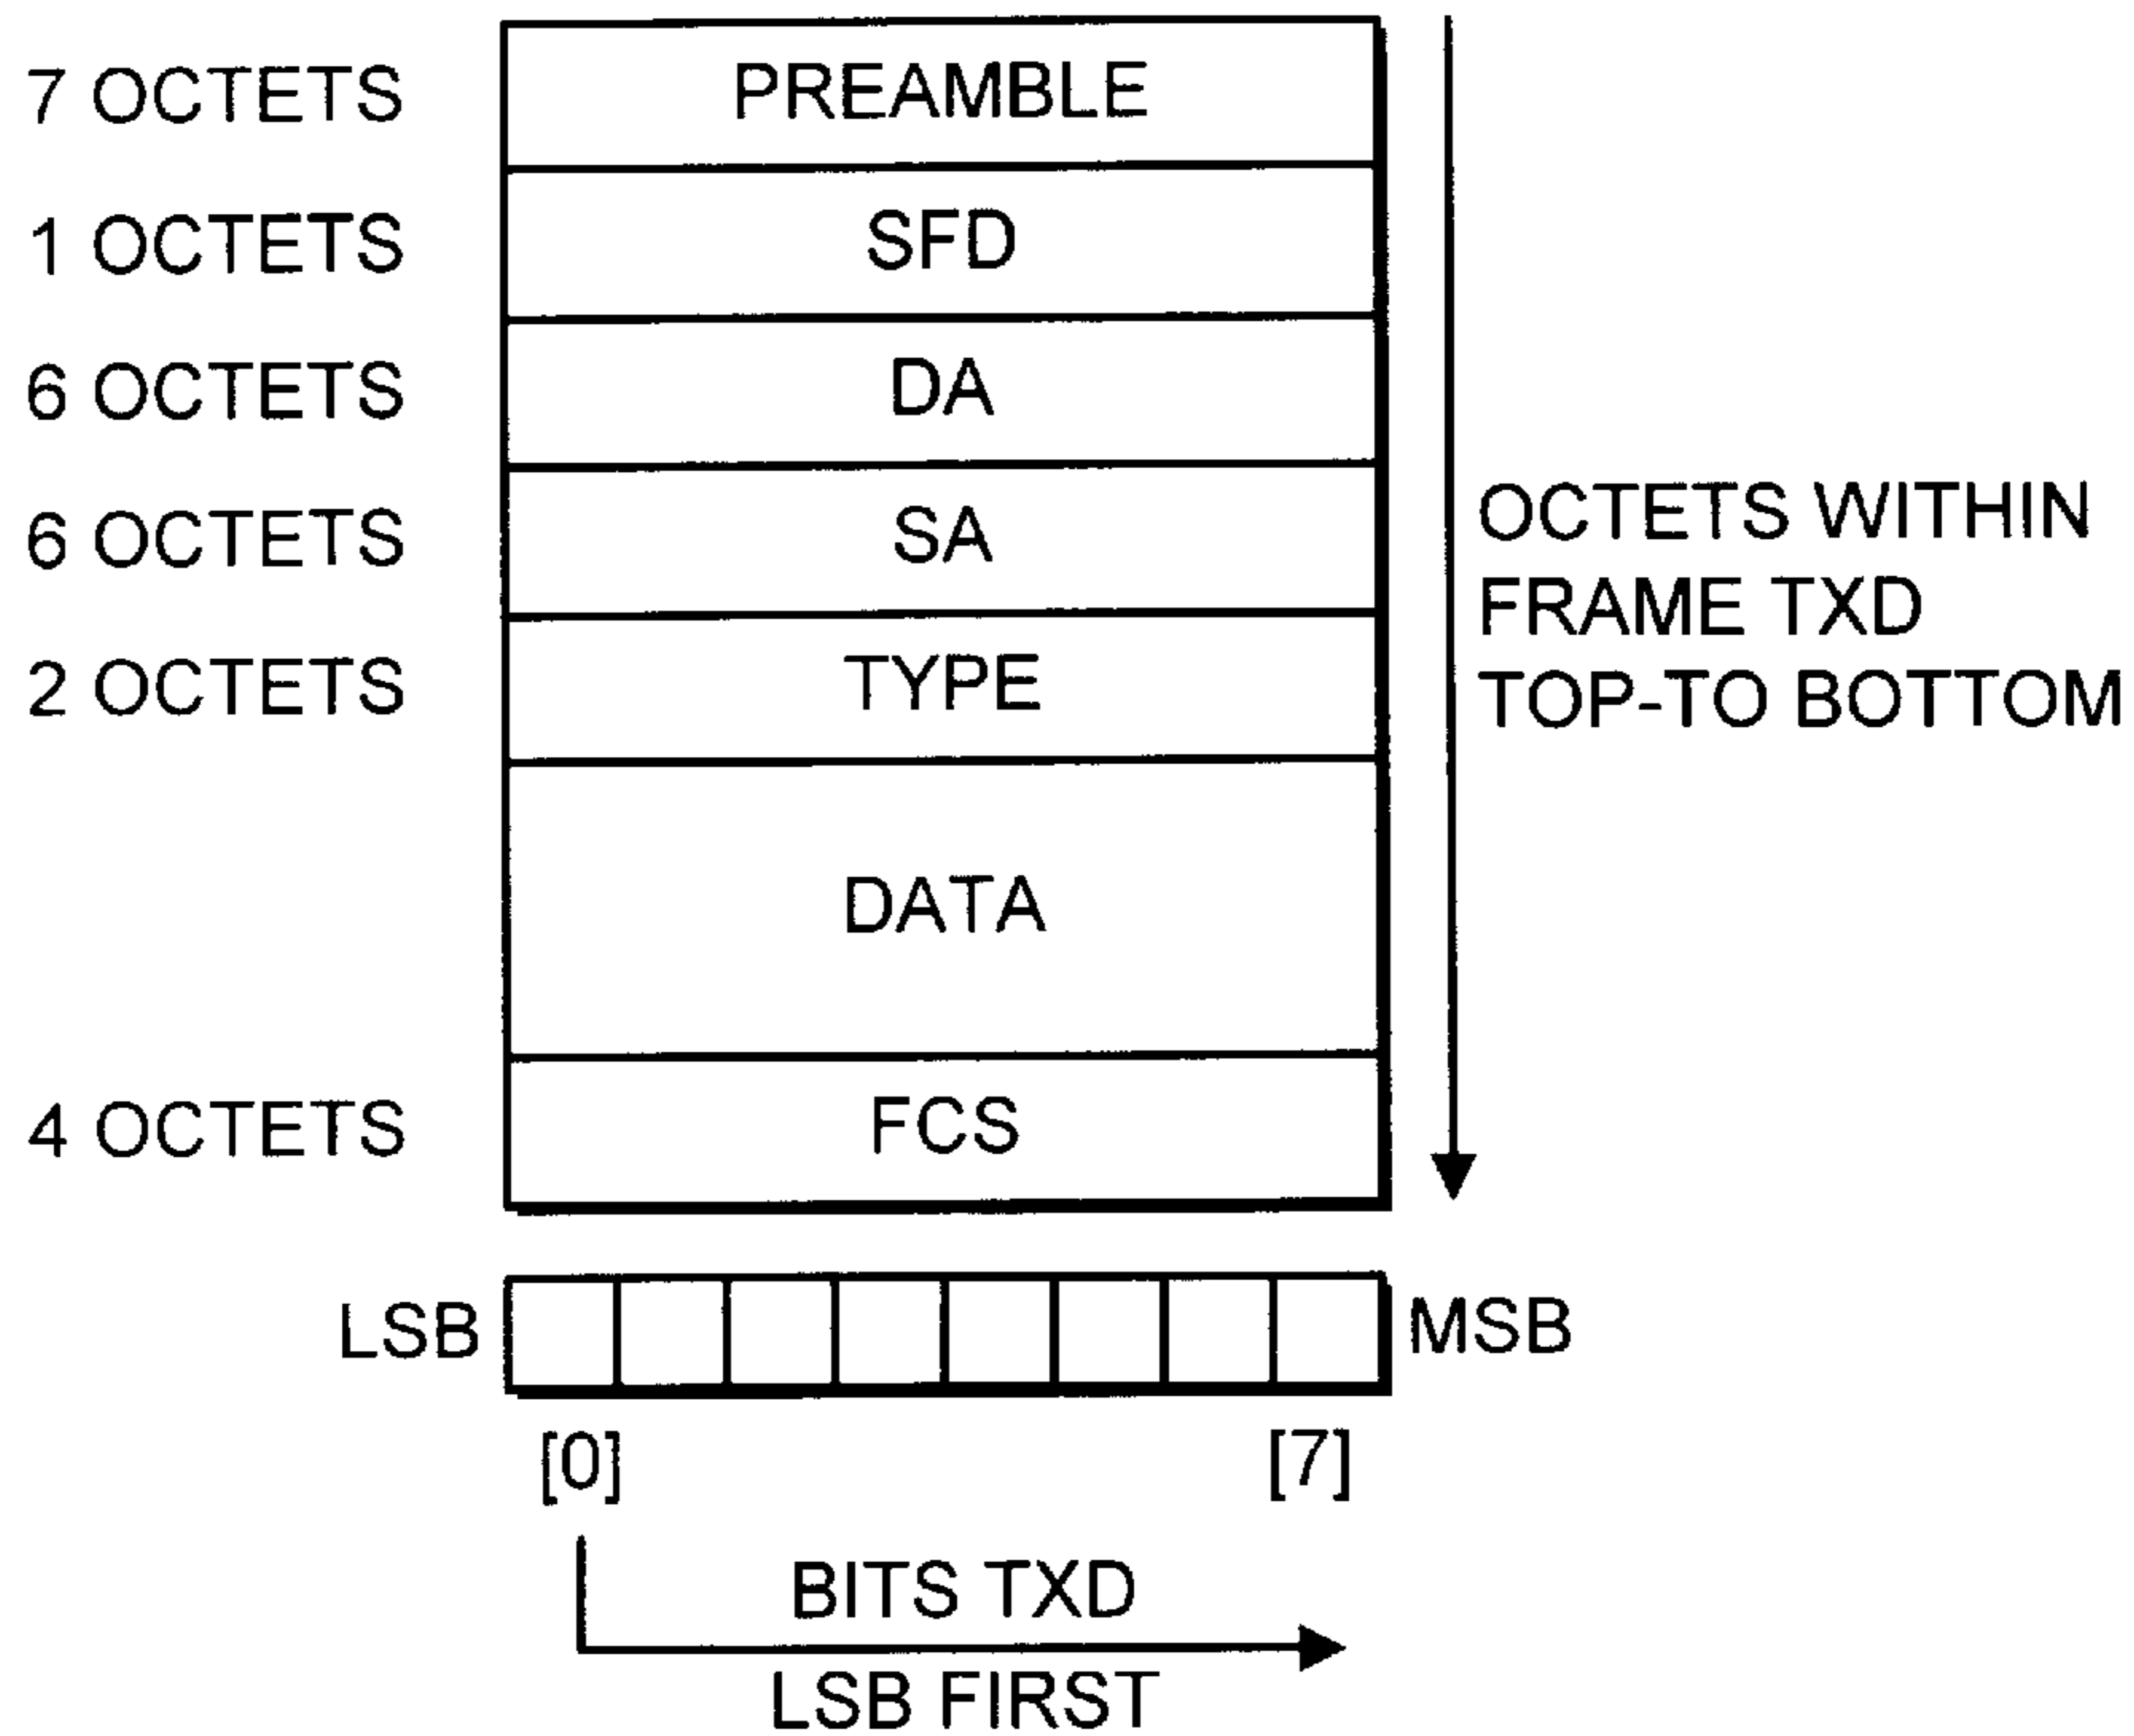 7 OCTETS
PREAMBLE
1 OCTETS
SFD
6 OCTETS
DA
6 OCTETS
SA
2 OCTETS
TYPE
DATA
4 OCTETS
FCS
OCTETS WITHIN
FRAME TXD
TOP-TO BOTTOM
LSB
MSB
[0]
[7]
BITS TXD
LSB FIRST